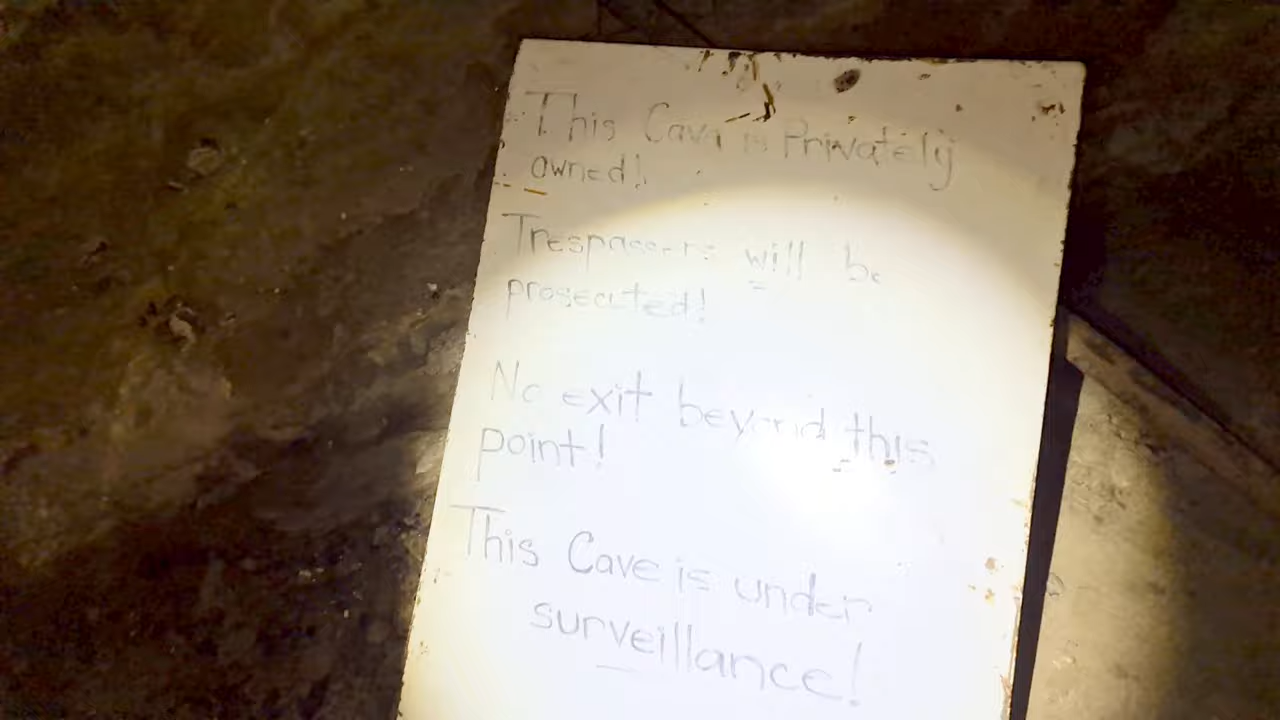 This Cave is Privately
owned!
Trespassers will be
prosecuted!
No exit beyond this
point!
This Cave is under
surveillance!